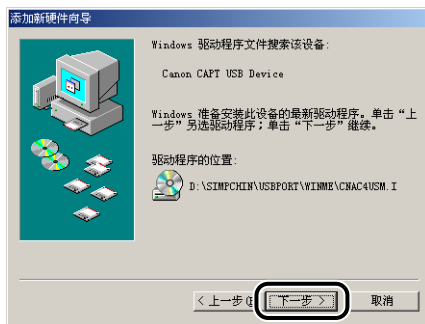 添加新硬件向导
Windows 驱动程序文件搜索该设备:
Canon CAPT USB Device
Windows 准备安装此设备的最新驱动程序。单击“上
一步”另选驱动程序；单击“下一步”继续。
驱动程序的位置:
D:\SIMPCHIN\USBPORT\WINME\CNAC4USM.I
< 上一步(B 下一步 > 取消